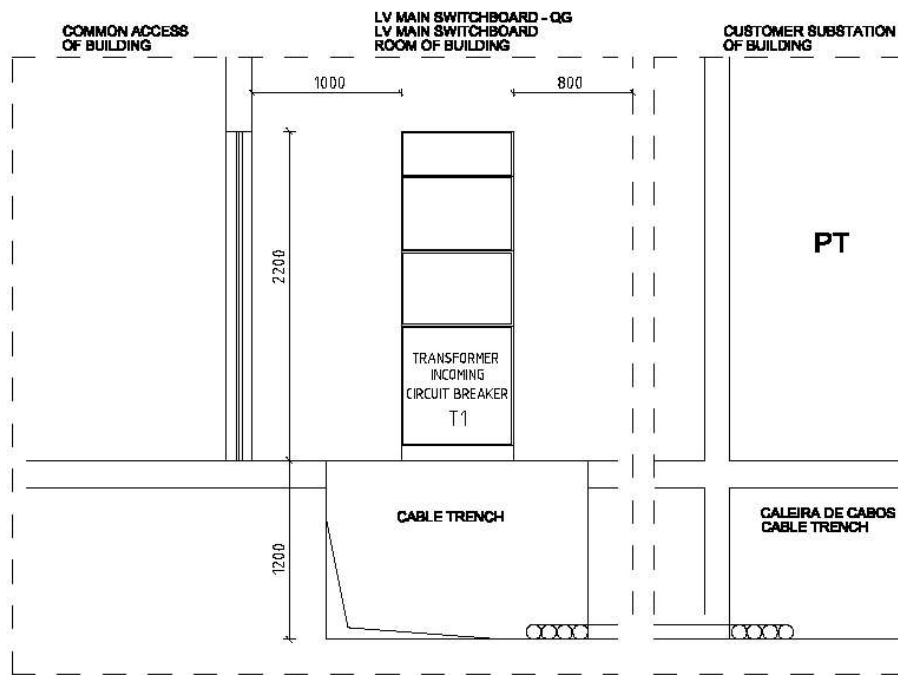 COMMON ACCESS
OF BUILDING
LV MAIN SWITCHBOARD - QG
LV MAIN SWITCHBOARD
ROOM OF BUILDING
CUSTOMER SUBSTATION
OF BUILDING
1000
800
2200
PT
TRANSFORMER
INCOMING
CIRCUIT BREAKER
T1
1200
CABLE TRENCH
CALEIRA DE CABOS
CABLE TRENCH